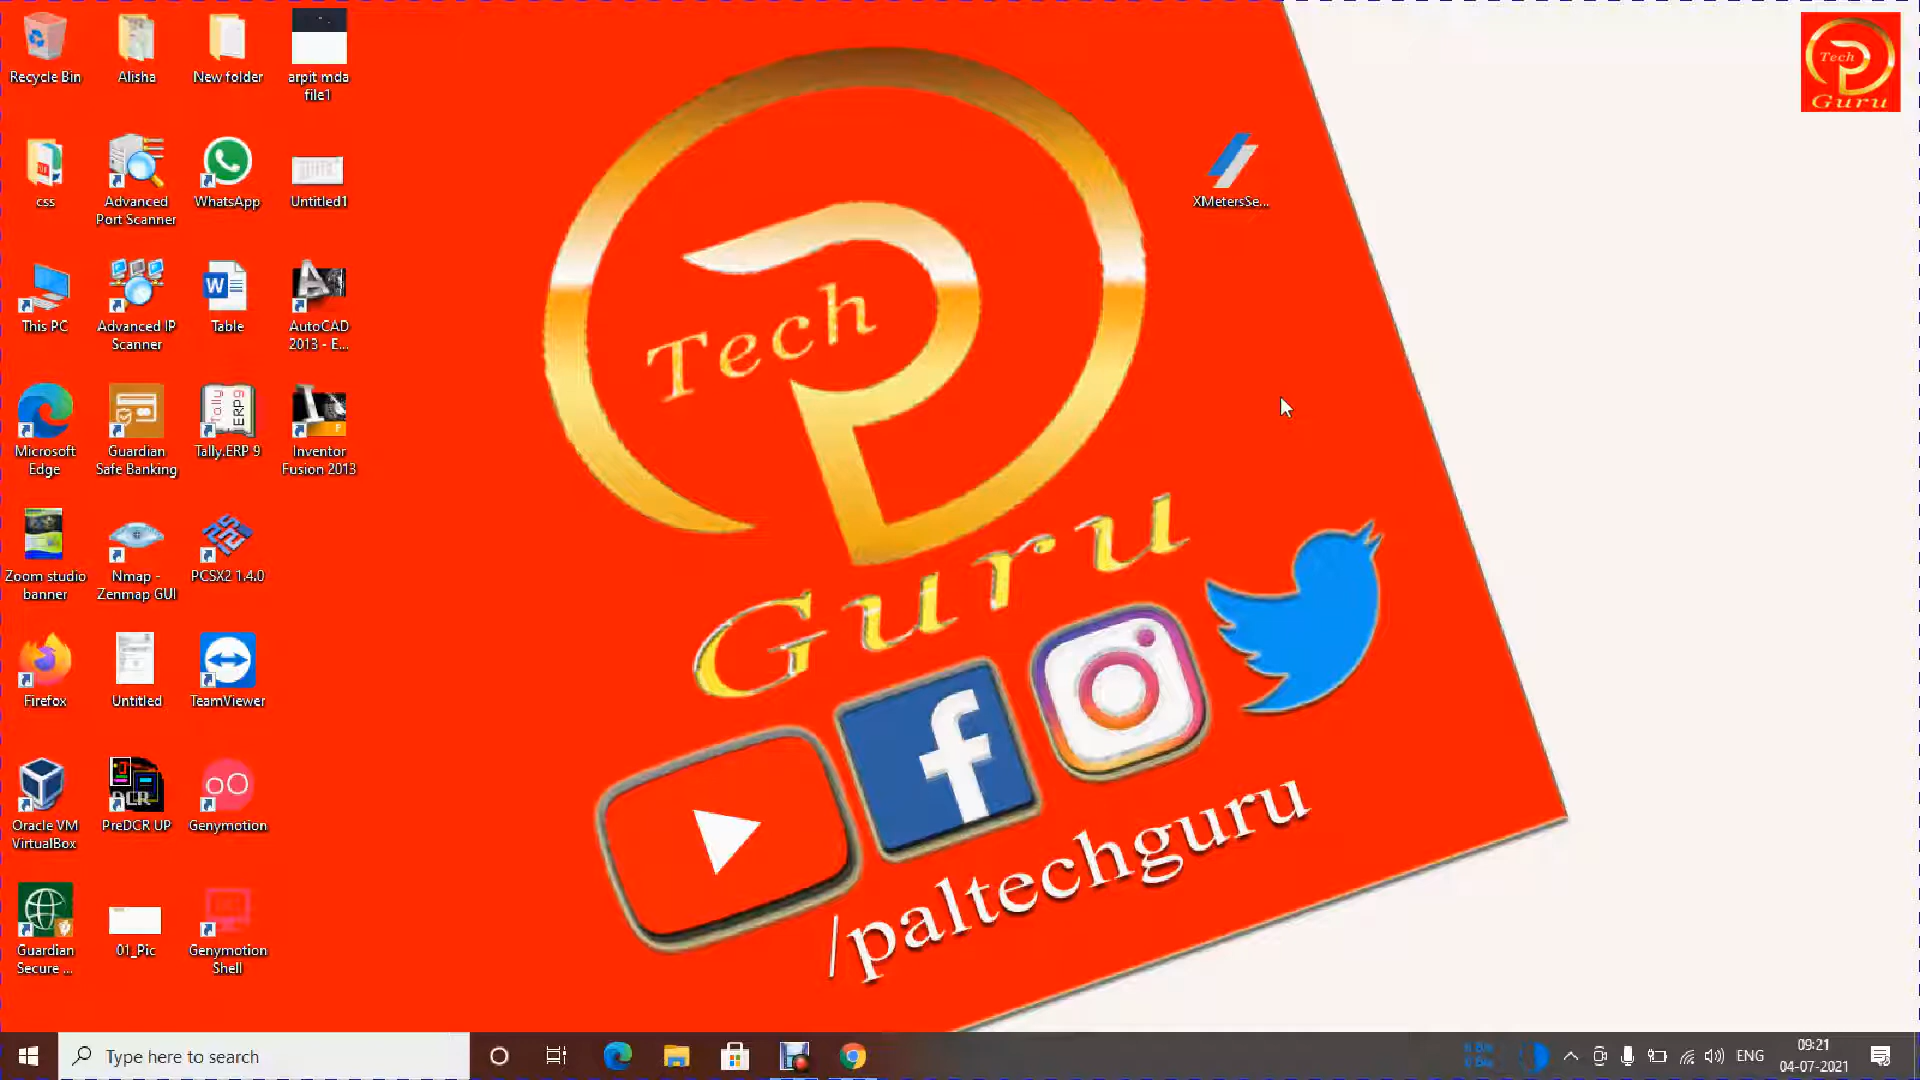 Recycle Bin
Alisha
New folder
arpit mda
file1
css
Advanced
Port Scanner
WhatsApp
Untitled1
This PC
Advanced IP
Scanner
Table
AutoCAD
2013 - E...
Microsoft
Edge
Guardian
Safe Banking
Tally.ERP 9
Inventor
Fusion 2013
Zoom studio
banner
Nmap -
Zenmap GUI
PCSX2 1.4.0
Firefox
Untitled
TeamViewer
Oracle VM
VirtualBox
PreDCR UP
Genymotion
Guardian
Secure ...
01_Pic
Genymotion
Shell
XMetersSe...
Tech
Guru
/paltechguru
Tech
Guru
Type here to search
ENG
09:21
04-07-2021